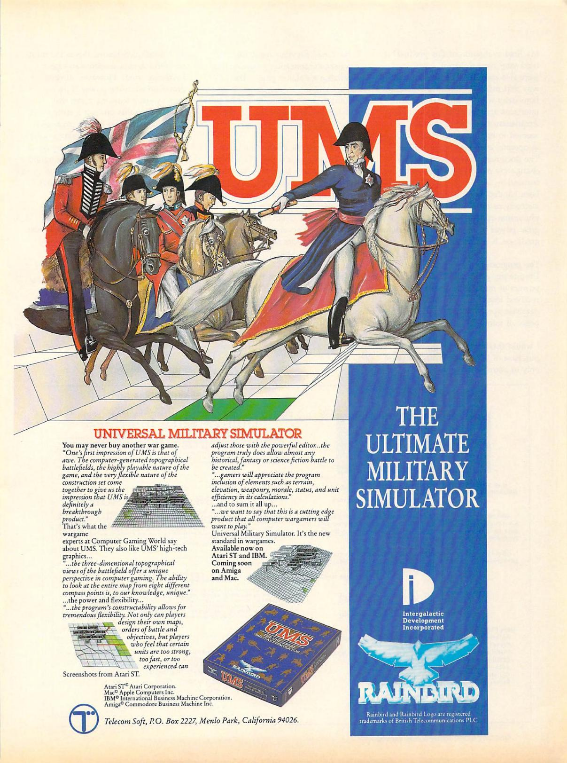 UMS
UNIVERSAL MILITARY SIMULATOR
You may never buy another war game.
"One's first impression of UMS is that of
awe. The computer-generated topographical
battlefields, the highly playable nature of the
game, and the very flexible nature of the
construction set come
together to give us the
impression that UMS is
definitely a
breakthrough
product."
That's what the
wargame
experts at Computer Gaming World say
about UMS. They also like UMS' high-tech
graphics...
"...the three-dimentional topographical
views of the battlefield offer a unique
perspective in computer gaming. The ability
to look at the entire map from eight different
compass points is, to our knowledge, unique."
...the power and flexibility...
"...the program's constructability allows for
tremendous flexibility. Not only can players
design their own maps,
orders of battle and
objectives, but players
who feel that certain
units are too strong,
too fast, or too
experienced can
Screenshots from Atari ST.
adjust those with the powerful editor...the
program truly does allow almost any
historical, fantasy or science fiction battle to
be created."
"...gamers will appreciate the program
inclusion of elements such as terrain,
elevation, weaponry, morale, status, and unit
efficiency in its calculations."
...and to sum it all up...
"...we want to say that this is a cutting edge
product that all computer wargamers will
want to play."
Universal Military Simulator. It's the new
standard in wargames.
Available now on
Atari ST and IBM.
Coming soon
on Amiga
and Mac.
UMS
RAINBIRD
UMS
Atari ST® Atari Corporation.
Mac® Apple Computers Inc.
IBM® International Business Machine Corporation.
Amiga® Commodore Business Machine Inc.
Telecom Soft, P.O. Box 2227, Menlo Park, California 94026.
THE
ULTIMATE
MILITARY
SIMULATOR
Intergalactic
Development
Incorporated
RAINBIRD
Rainbird and Rainbird Logo are registered
trademarks of British Telecommunications PLC